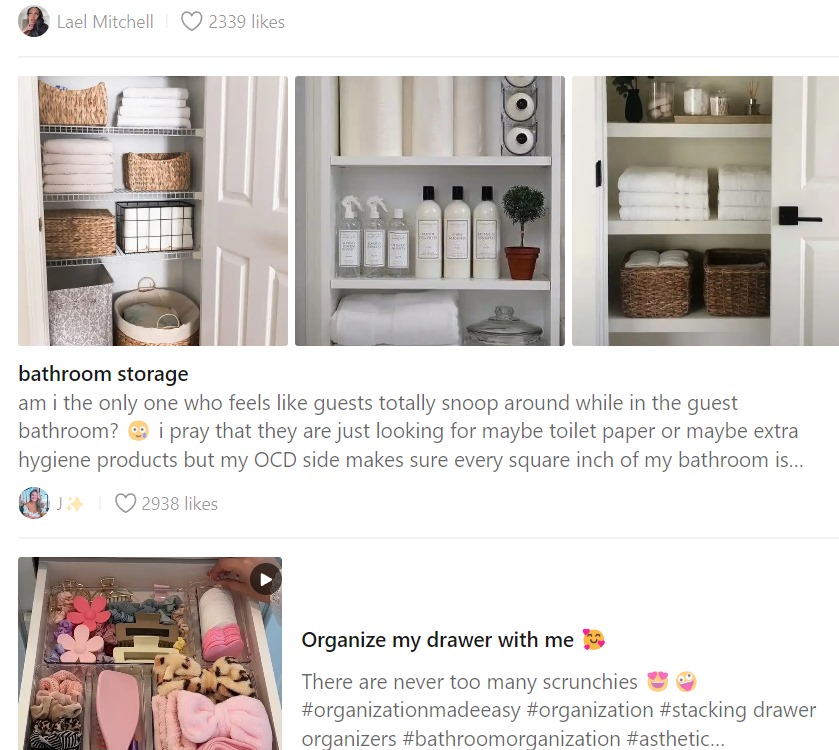 Lael Mitchell 2339 likes
bathroom storage
am i the only one who feels like guests totally snoop around while in the guest
bathroom? 😳 i pray that they are just looking for maybe toilet paper or maybe extra
hygiene products but my OCD side makes sure every square inch of my bathroom is...
J✨ 2938 likes
Organize my drawer with me 🥰
There are never too many scrunchies 😍 🤪
#organizationmadeeasy #organization #stacking drawer
organizers #bathroomorganization #asthetic...